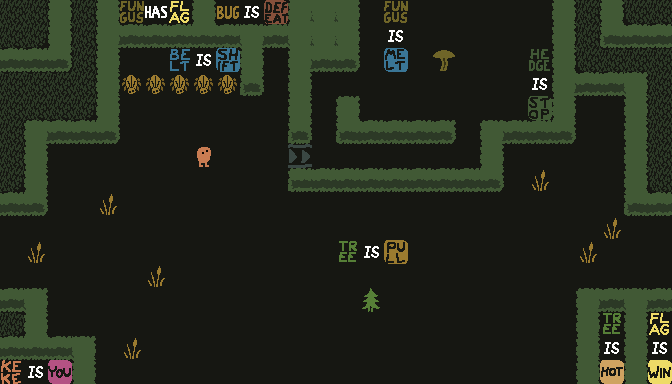 FUNGUS HAS FLAG
BUG IS DEFEAT
FUNGUS
IS
MELT
BELT IS SHIFT
HEDGE
IS
STOP
TREE IS PULL
TREE
IS
HOT
FLAG
IS
WIN
KEKE IS YOU